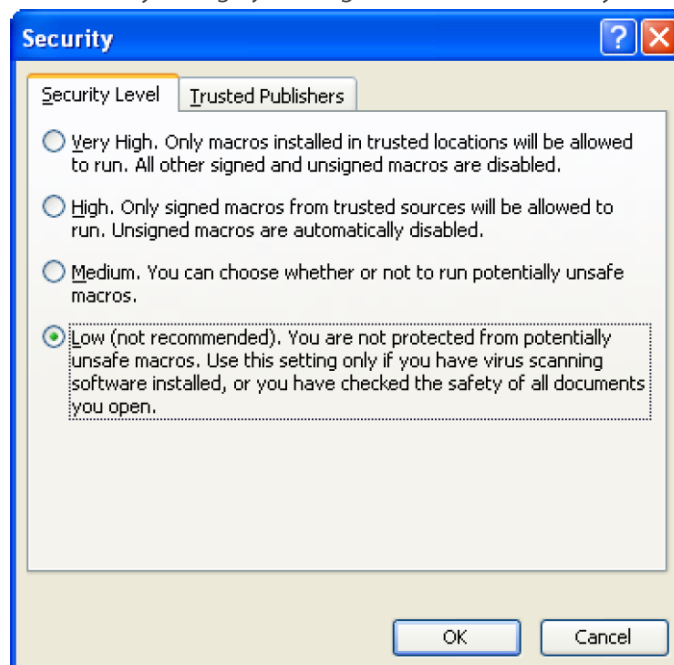 Security
Security Level Trusted Publishers
Very High. Only macros installed in trusted locations will be allowed
to run. All other signed and unsigned macros are disabled.
High. Only signed macros from trusted sources will be allowed to
run. Unsigned macros are automatically disabled.
Medium. You can choose whether or not to run potentially unsafe
macros.
Low (not recommended). You are not protected from potentially
unsafe macros. Use this setting only if you have virus scanning
software installed, or you have checked the safety of all documents
you open.
OK Cancel